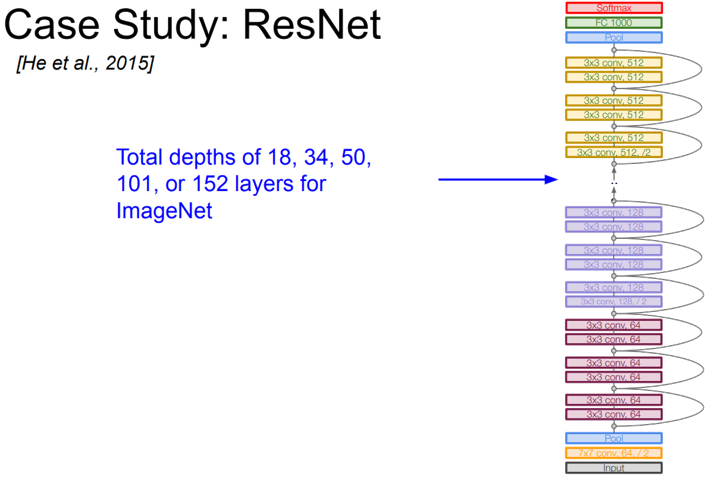 Case Study: ResNet
[He et al., 2015]
Total depths of 18, 34, 50,
101, or 152 layers for
ImageNet
Softmax
FC 1000
Pool
3x3 conv, 512
3x3 conv, 512
3x3 conv, 512
3x3 conv, 512
3x3 conv, 512
3x3 conv, 512, /2
..
3x3 conv, 128
3x3 conv, 128
3x3 conv, 128
3x3 conv, 128
3x3 conv, 128
3x3 conv, 128, / 2
3x3 conv, 64
3x3 conv, 64
3x3 conv, 64
3x3 conv, 64
3x3 conv, 64
3x3 conv, 64
Pool
7x7 conv, 64, / 2
Input